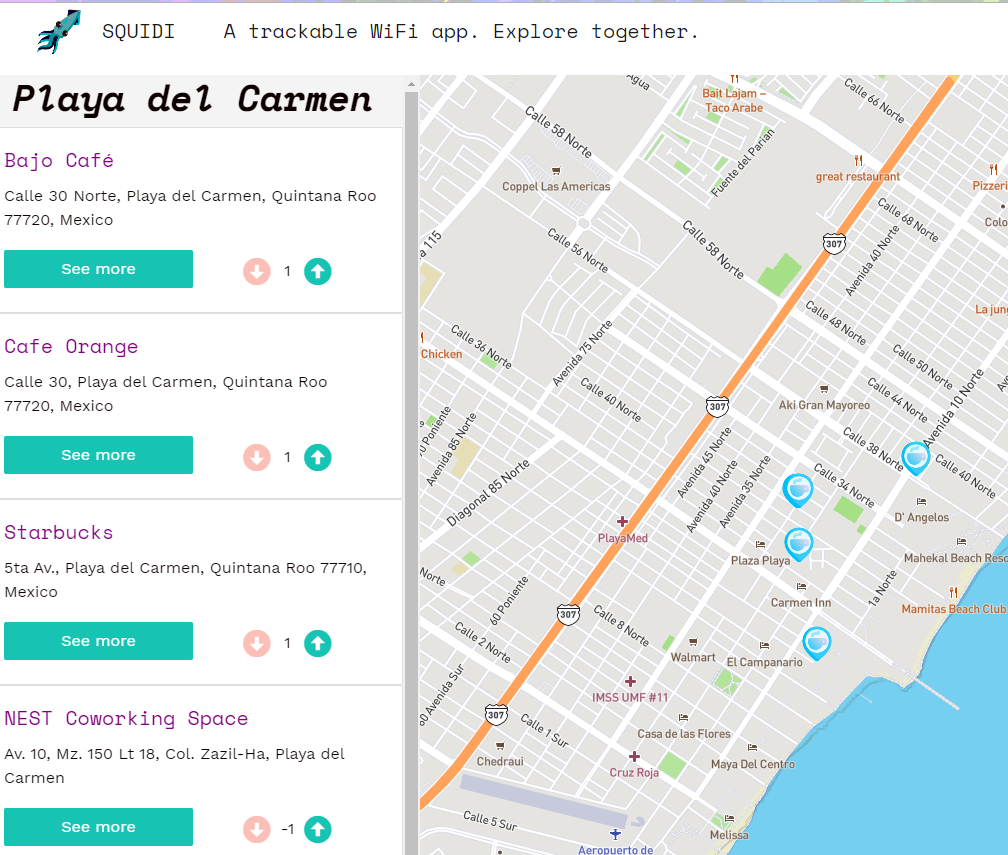 SQUIDI
A trackable WiFi app. Explore together.
Playa del Carmen
Bajo Café
Calle 30 Norte, Playa del Carmen, Quintana Roo
77720, Mexico
See more
1
Cafe Orange
Calle 30, Playa del Carmen, Quintana Roo
77720, Mexico
See more
1
Starbucks
5ta Av., Playa del Carmen, Quintana Roo 77710,
Mexico
See more
1
NEST Coworking Space
Av. 10, Mz. 150 Lt 18, Col. Zazil-Ha, Playa del
Carmen
See more
-1
Agua
Bait Lajam –
Taco Arabe
Calle 66 Norte
Calle 58 Norte
Fuente del Parian
Coppel Las Americas
great restaurant
Pizzeri
Calle 68 Norte
Colo
a 115
Calle 56 Norte
Calle 58 Norte
307
Avenida 40 Norte
La jung
Calle 48 Norte
Chicken
Calle 36 Norte
Avenida 75 Norte
Calle 50 Norte
Calle 40 Norte
Aki Gran Mayoreo
Calle 44 Norte
Avenida 10 Norte
307
0 Poniente
Avenida 85 Norte
Calle 38 Norte
Avenida 45 Norte
Calle 40 Norte
Diagonal 85 Norte
Avenida 40 Norte
Avenida 35 Norte
Calle 34 Norte
D' Angelos
PlayaMed
Plaza Playa
Mahekal Beach Reso
Norte
60 Poniente
Carmen Inn
1a Norte
Mamitas Beach Club
307
Calle 8 Norte
Calle 2 Norte
Walmart
El Campanario
60 Avenida Sur
IMSS UMF #11
307
Calle 1 Sur
Casa de las Flores
Chedraui
Cruz Roja
Maya Del Centro
Calle 5 Sur
Melissa
Aeropuerto de